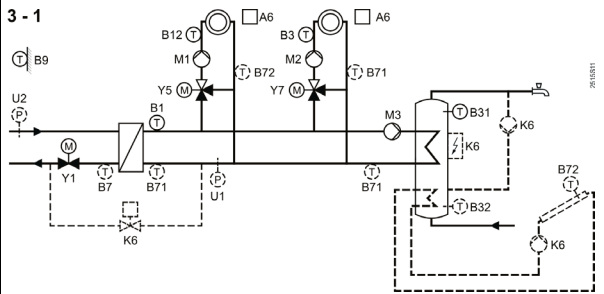 3 - 1
A6
A6
B12 T
B3 T
T B9
M1
M2
T B72
T B71
2515S11
U2
Y5 M
Y7 M
P
B1
T
M3
T B31
K6
K6
M
Y1
T
B7
T
B71
P
U1
T
B71
B72
T
T B32
K6
K6